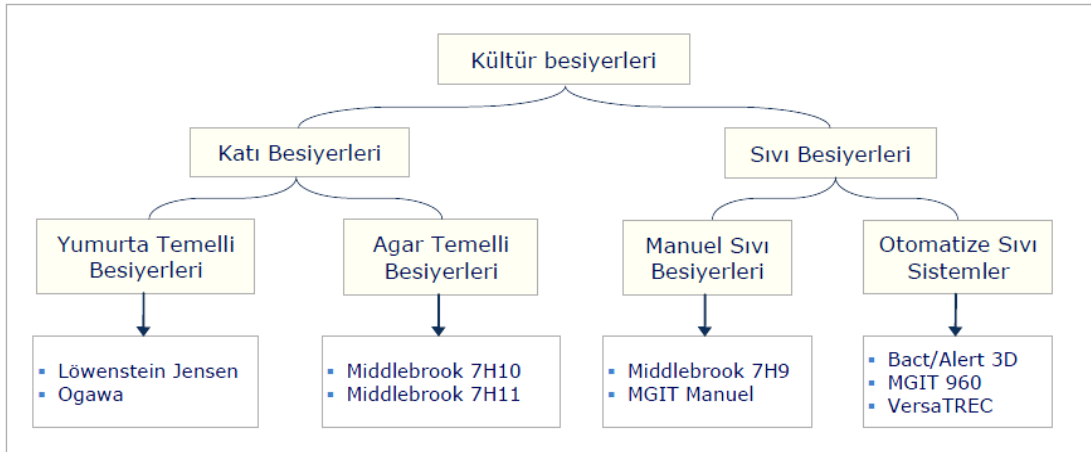 Kültür besiyerleri
Katı Besiyerleri
Sıvı Besiyerleri
Yumurta Temelli
Besiyerleri
Agar Temelli
Besiyerleri
Manuel Sıvı
Besiyerleri
Otomatize Sıvı
Sistemler
▪ Löwenstein Jensen
▪ Ogawa
▪ Middlebrook 7H10
▪ Middlebrook 7H11
▪ Middlebrook 7H9
▪ MGIT Manuel
▪ Bact/Alert 3D
▪ MGIT 960
▪ VersaTREC